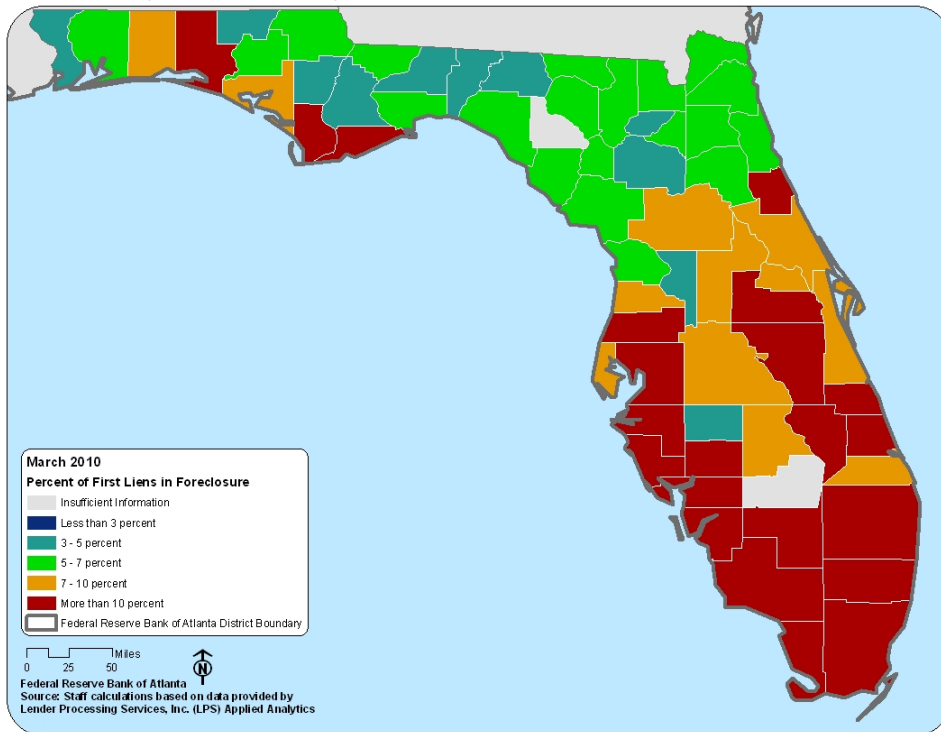 March 2010
Percent of First Liens in Foreclosure
Insufficient Information
Less than 3 percent
3 - 5 percent
5 - 7 percent
7 - 10 percent
More than 10 percent
Federal Reserve Bank of Atlanta District Boundary
Miles
0 25 50
N
Federal Reserve Bank of Atlanta
Source: Staff calculations based on data provided by
Lender Processing Services, Inc. (LPS) Applied Analytics